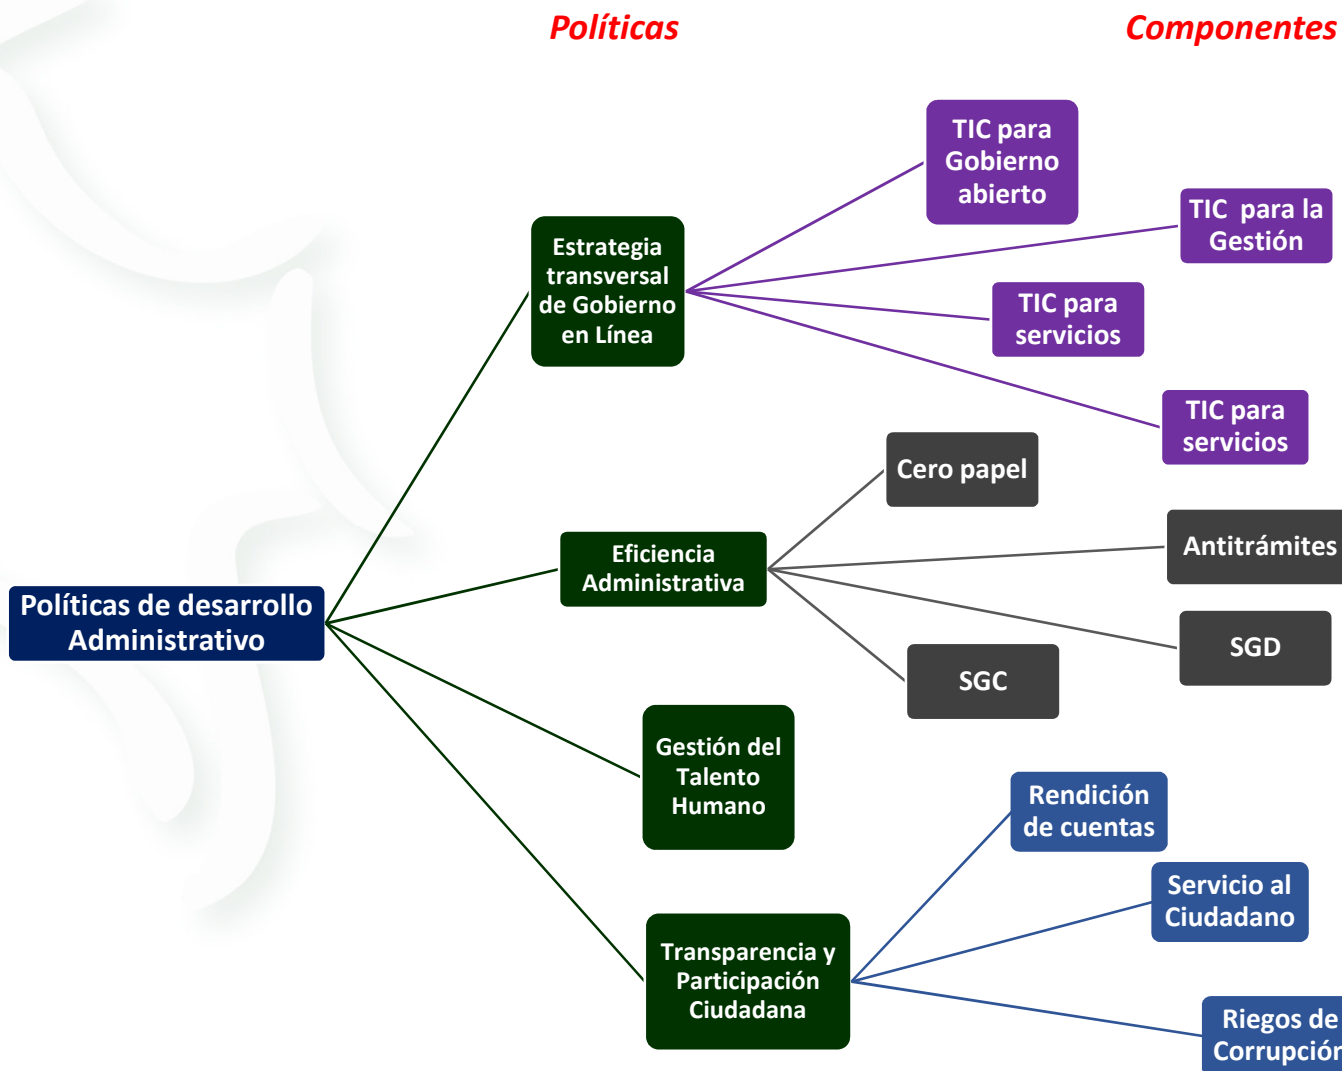 Políticas
Componentes
TIC para
Gobierno
abierto
TIC para la
Gestión
Estrategia
transversal
de Gobierno
en Línea
TIC para
servicios
TIC para
servicios
Cero papel
Antitrámites
Eficiencia
Administrativa
Políticas de desarrollo
Administrativo
SGD
SGC
Gestión del
Talento
Humano
Rendición
de cuentas
Servicio al
Ciudadano
Transparencia y
Participación
Ciudadana
Riegos de
Corrupción